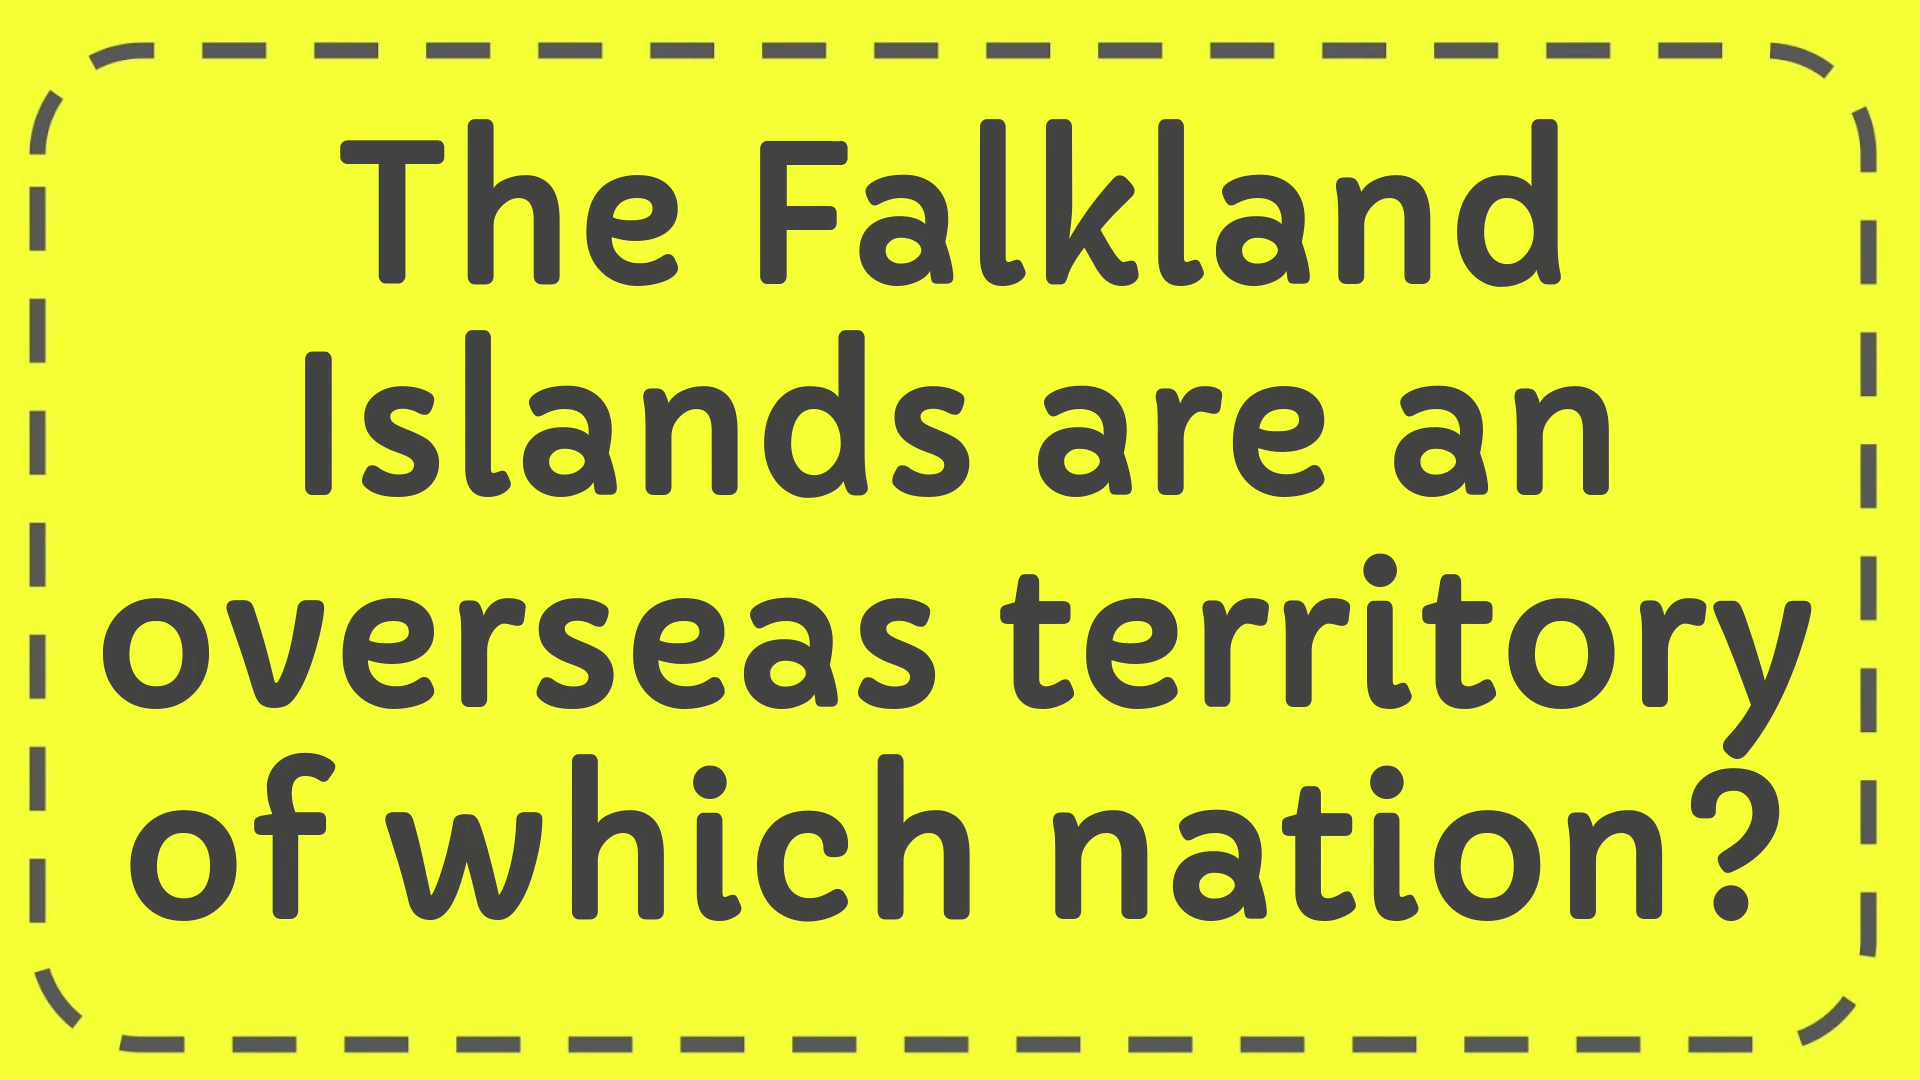 The Falkland
Islands are an
overseas territory
of which nation?